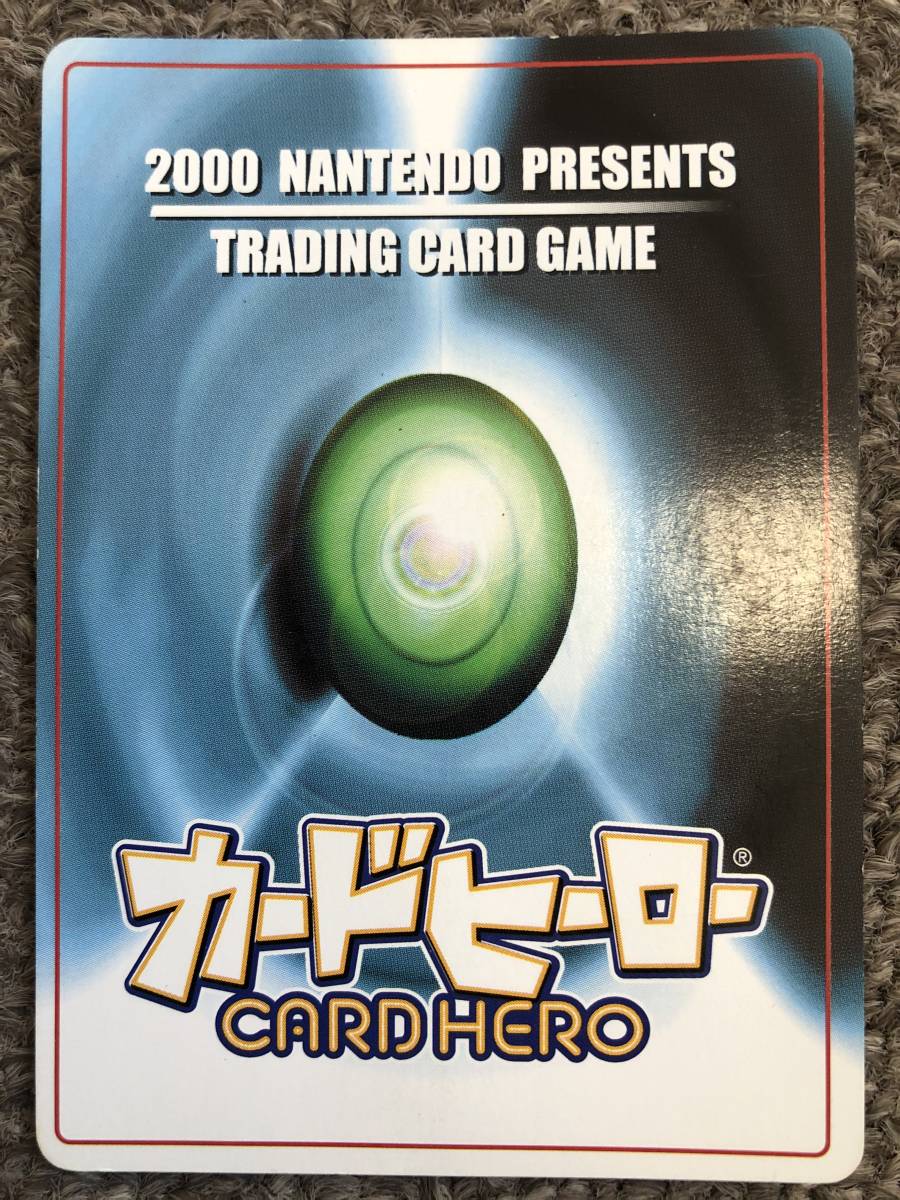 2000 NANTENDO PRESENTS
TRADING CARD GAME
カードヒーロー®
CARD HERO